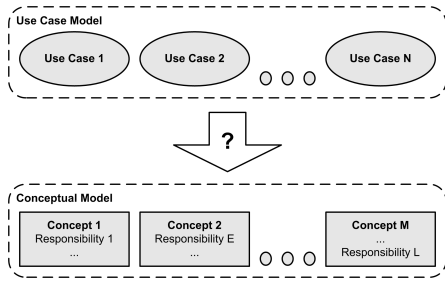 Use Case Model
Use Case 1
Use Case 2
Use Case N
?
Conceptual Model
Concept 1
Responsibility 1
...
Concept 2
Responsibility E
...
Concept M
...
Responsibility L